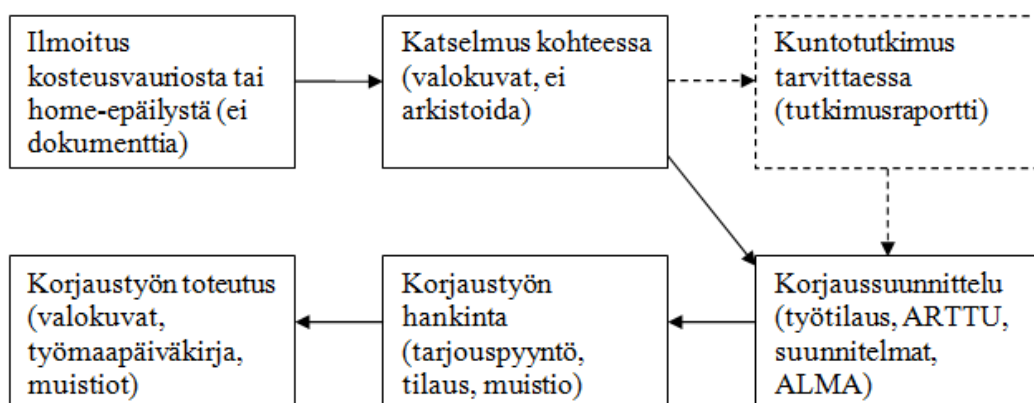 Ilmoitus
kosteusvauriosta tai
home-epäilystä (ei
dokumenttia)
Katselmus kohteessa
(valokuvat, ei
arkistoida)
Kuntotutkimus
tarvittaessa
(tutkimusraportti)
Korjaustyön toteutus
(valokuvat,
työmaapäiväkirja,
muistiot)
Korjaustyön
hankinta
(tarjouspyyntö,
tilaus, muistio)
Korjaussuunnittelu
(työtilaus, ARTTU,
suunnitelmat,
ALMA)